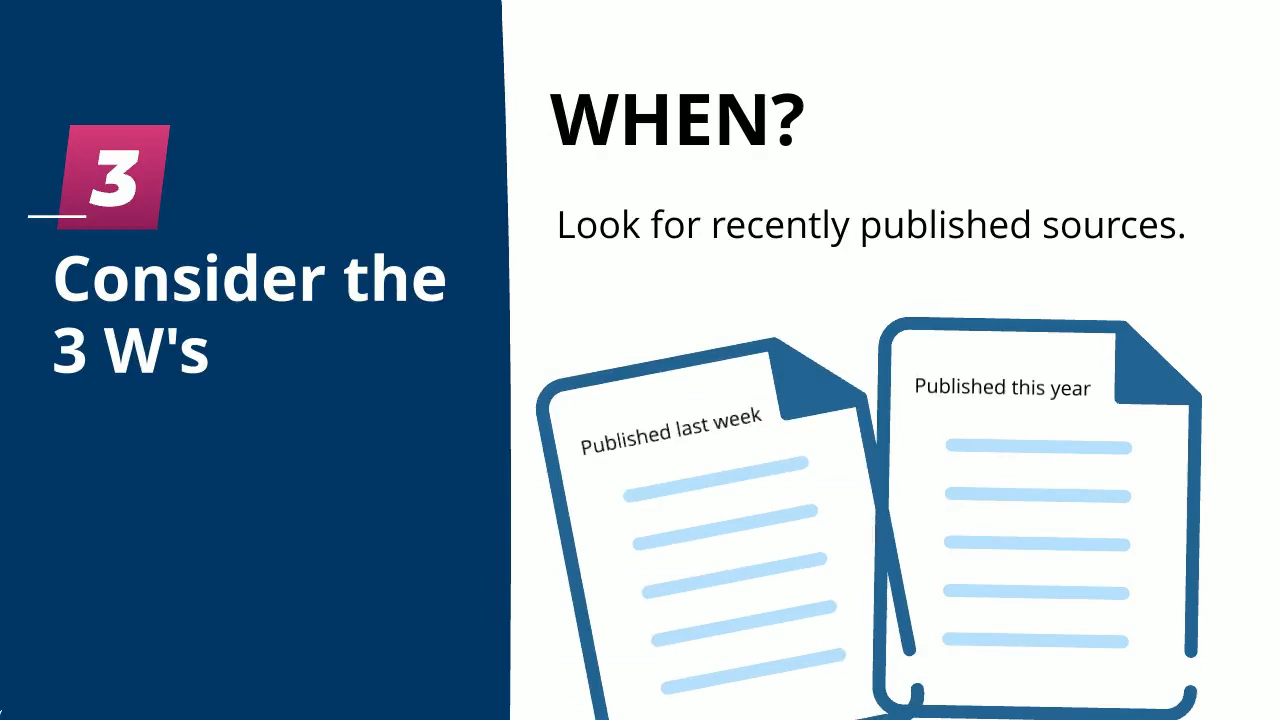 3
Consider the
3 W's
WHEN?
Look for recently published sources.
Published last week
Published this year